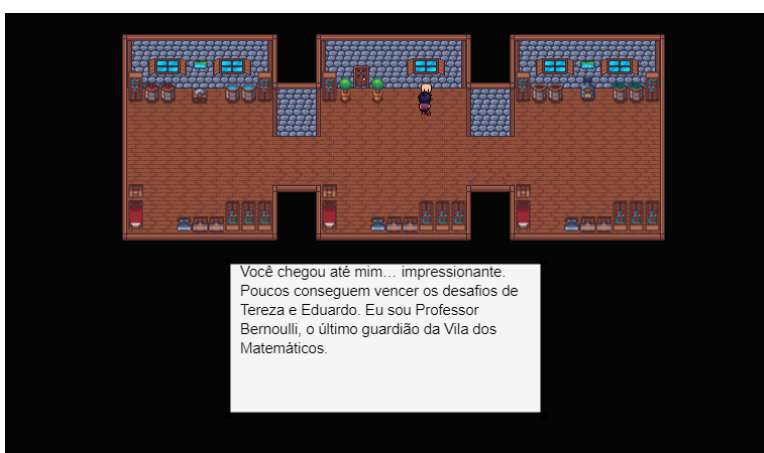 Você chegou até mim... impressionante.
Poucos conseguem vencer os desafios de
Tereza e Eduardo. Eu sou Professor
Bernoulli, o último guardião da Vila dos
Matemáticos.